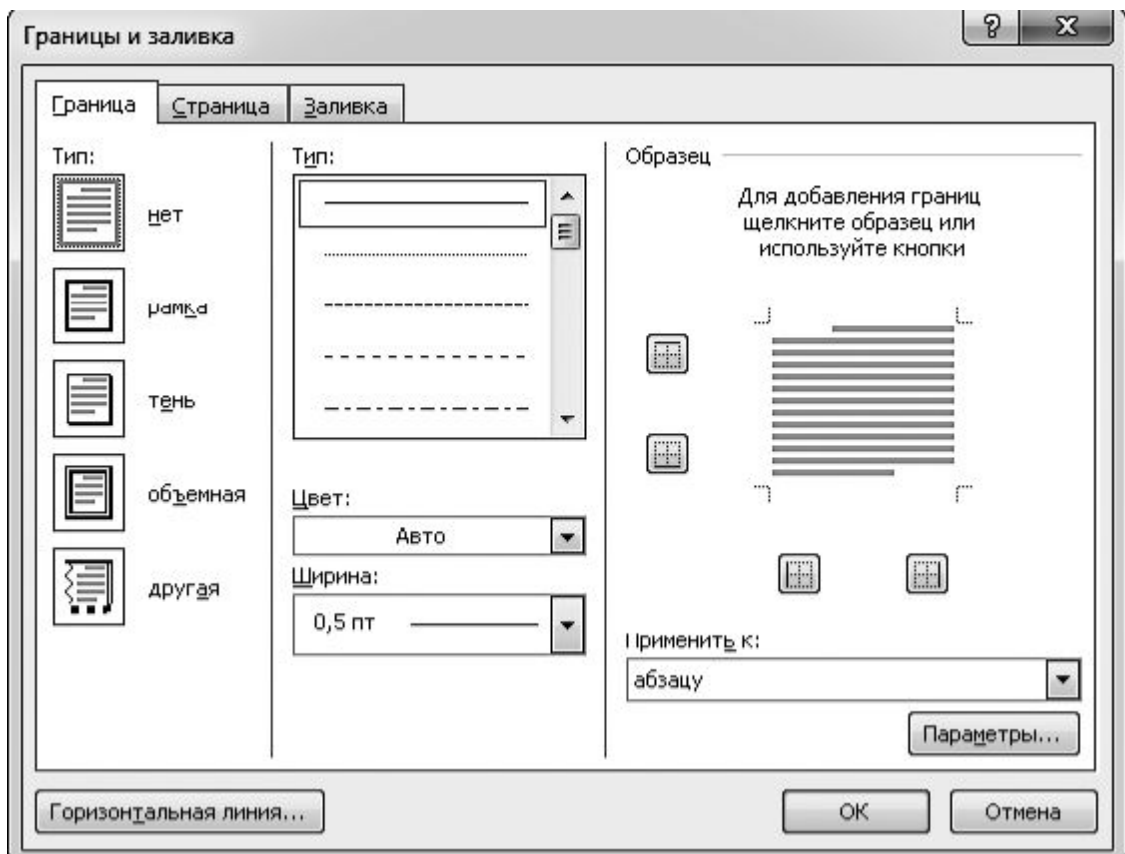 Границы и заливка
Граница
Страница
Заливка
Тип:
нет
рамка
тень
объемная
другая
Тип:
Цвет:
Авто
Ширина:
0,5 пт
Образец
Для добавления границ
щелкните образец или
используйте кнопки
Применить к:
абзацу
Параметры...
Горизонтальная линия...
ОК
Отмена